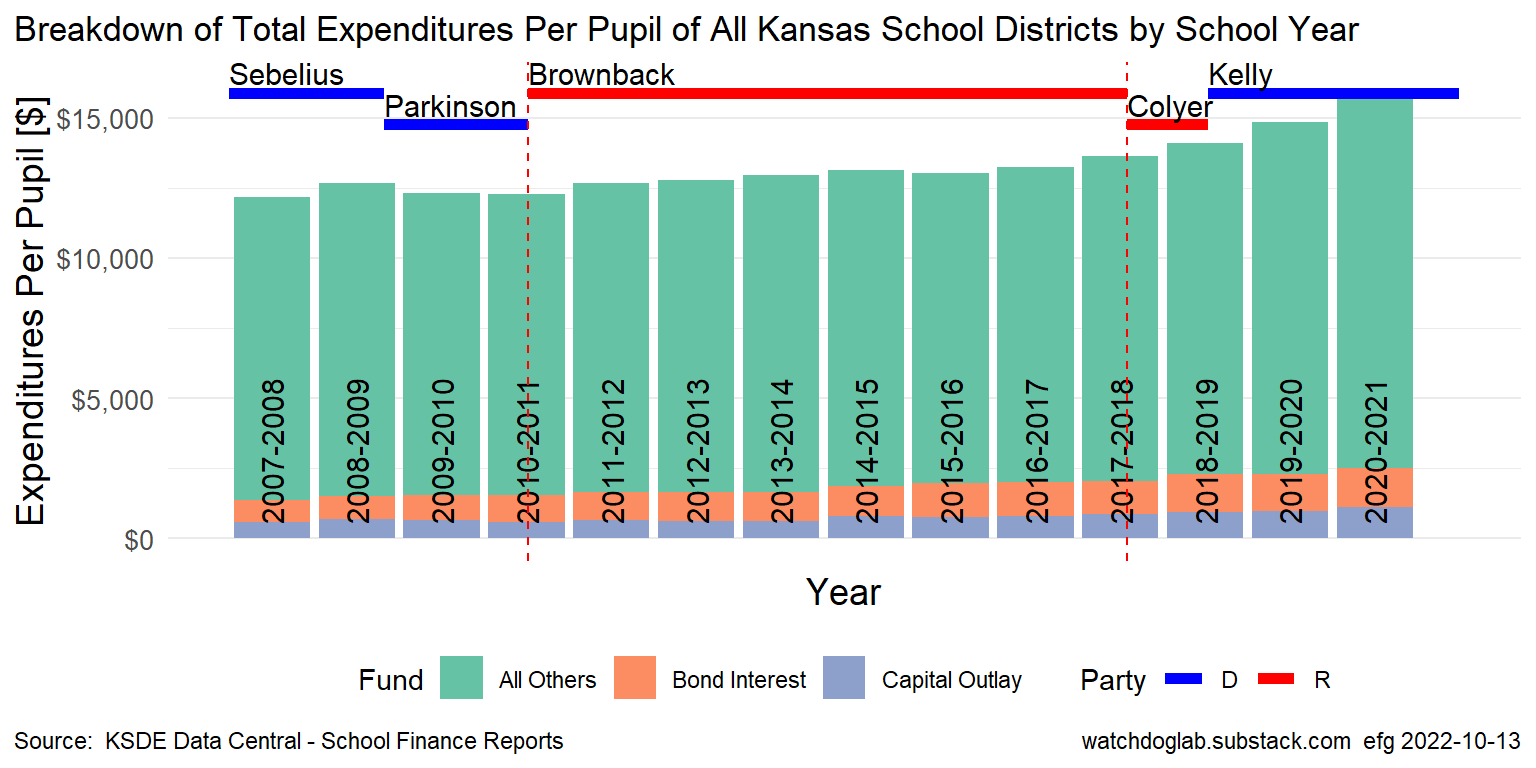 Breakdown of Total Expenditures Per Pupil of All Kansas School Districts by School Year
Sebelius
Brownback
Kelly
Parkinson
Colyer
Expenditures Per Pupil [$]
$15,000
$10,000
$5,000
$0
2007-2008
2008-2009
2009-2010
2010-2011
2011-2012
2012-2013
2013-2014
2014-2015
2015-2016
2016-2017
2017-2018
2018-2019
2019-2020
2020-2021
Year
Fund All Others Bond Interest Capital Outlay Party D R
Source:  KSDE Data Central - School Finance Reports
watchdoglab.substack.com  efg 2022-10-13